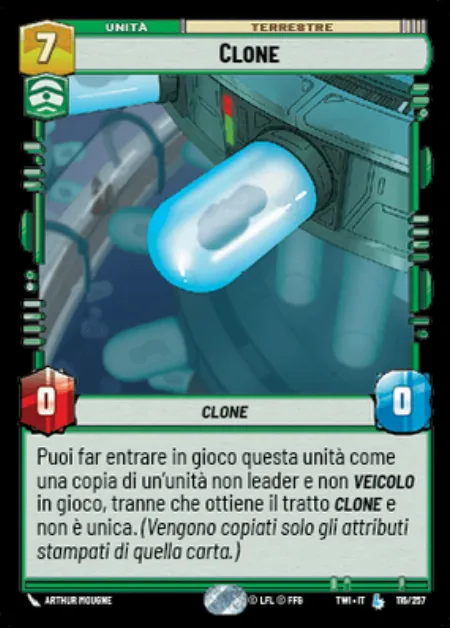 7
UNITÀ
TERRESTRE
CLONE
0
0
CLONE
Puoi far entrare in gioco questa unità come
una copia di un'unità non leader e non VEICOLO
in gioco, tranne che ottiene il tratto CLONE e
non è unica. (Vengono copiati solo gli attributi
stampati di quella carta.)
ARTHUR MOUGNE
© LFL © FFG
TWI • IT
116/257